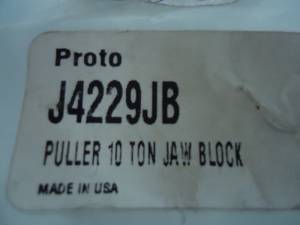 Proto
J4229JB
PULLER 10 TON JAW BLOCK
MADE IN USA